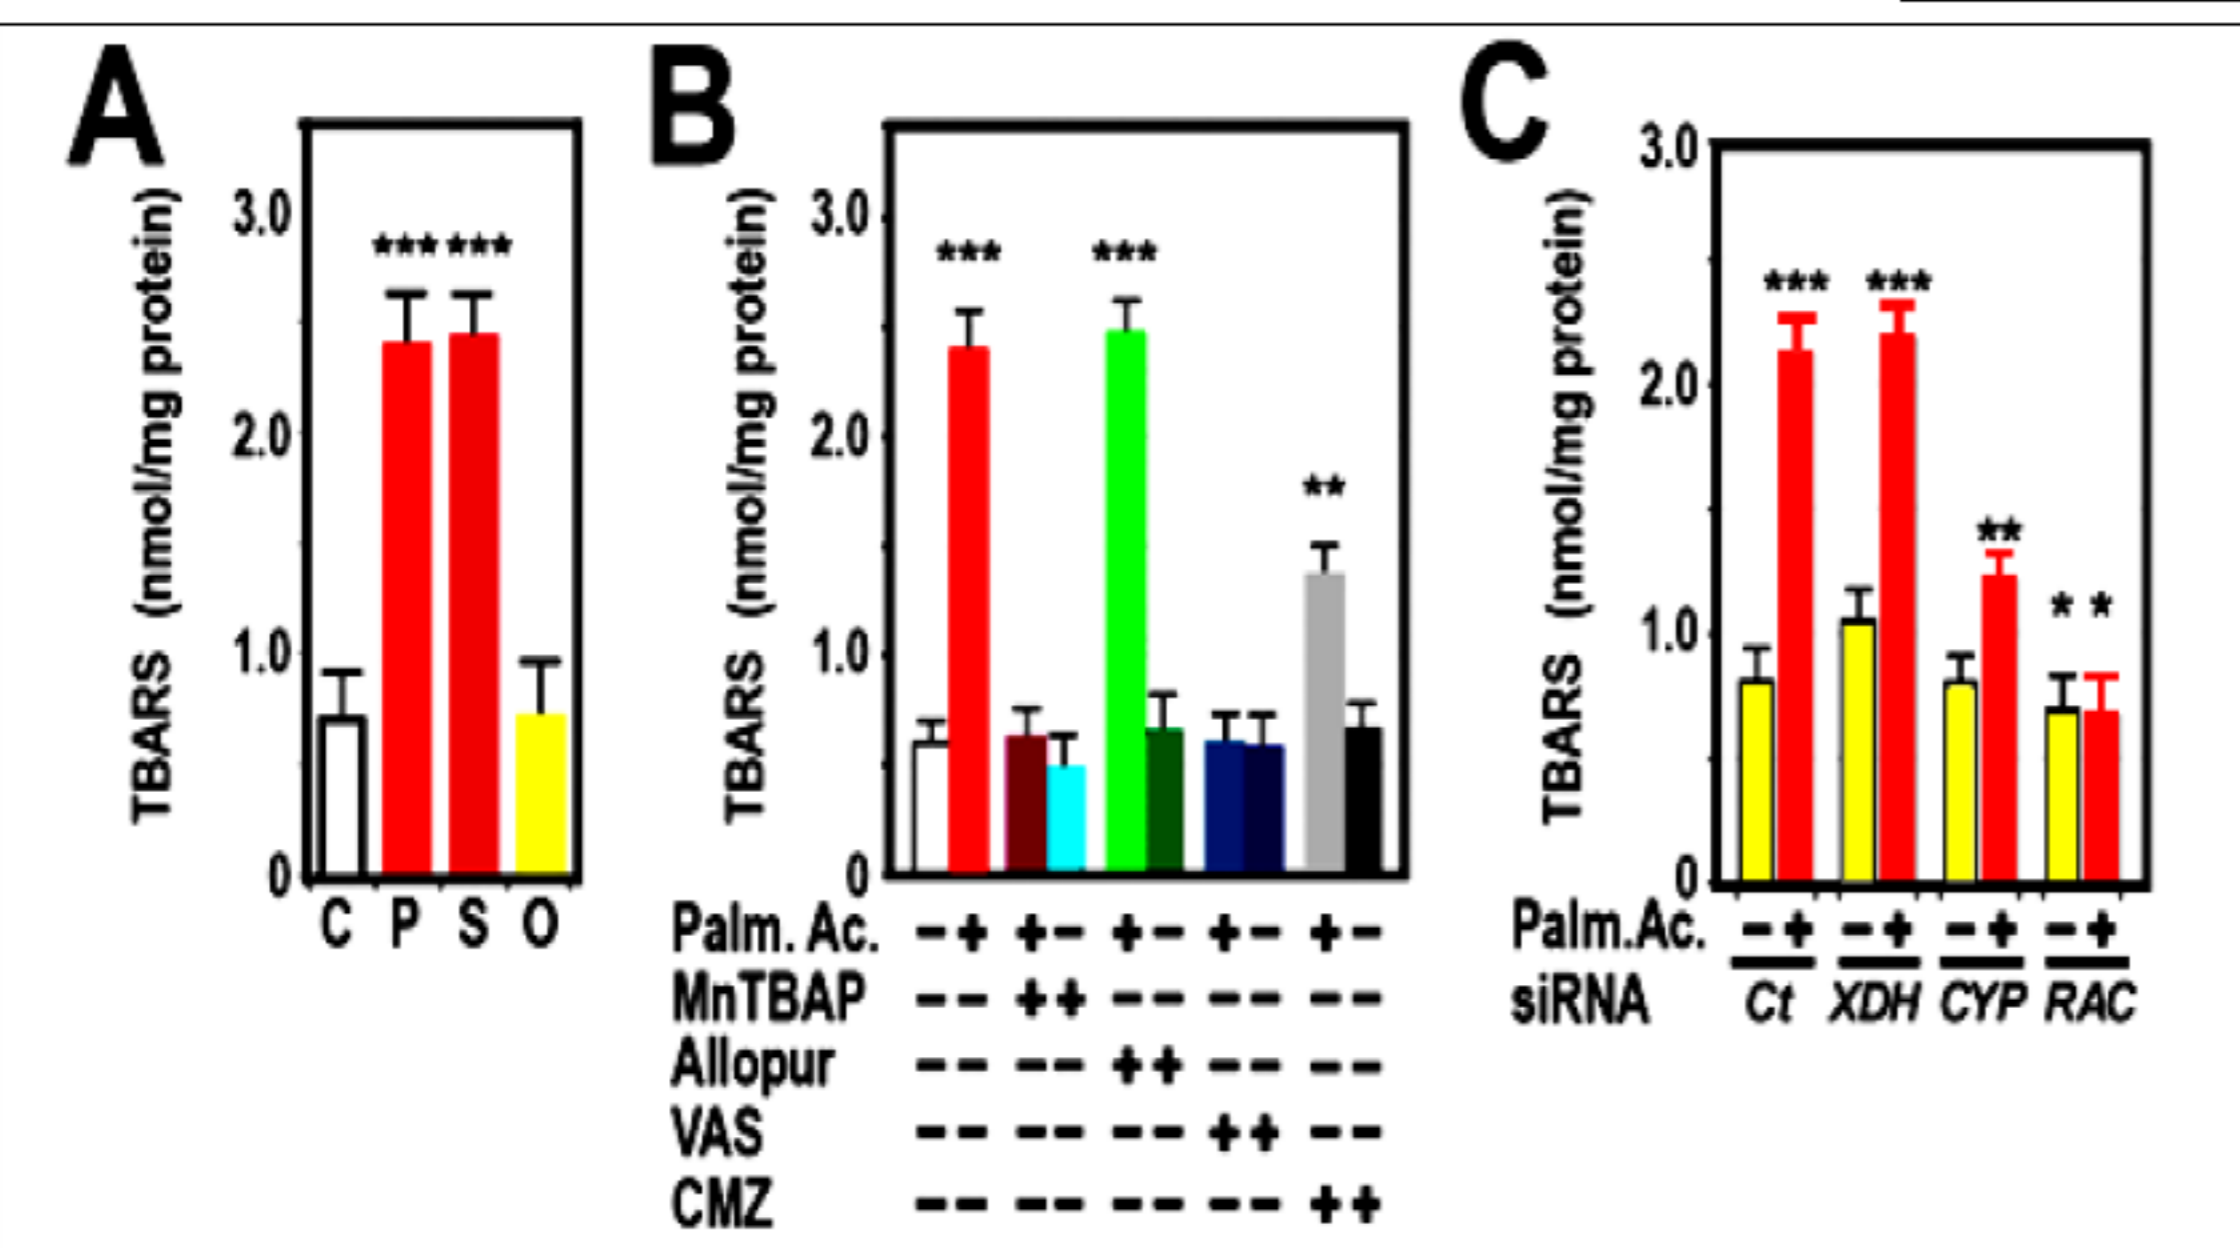 A
TBARS (nmol/mg protein)
3.0
2.0
1.0
0
*** ***
C P S O
B
TBARS (nmol/mg protein)
3.0
2.0
1.0
0
*** *** **
Palm. Ac. - + + - + - + - + -
MnTBAP - - + + - - - - - -
Allopur - - - - + + - - - -
VAS - - - - - - + + - -
CMZ - - - - - - - - + +
C
TBARS (nmol/mg protein)
3.0
2.0
1.0
0
*** *** ** * *
Palm.Ac. - + - + - + - +
siRNA Ct XDH CYP RAC